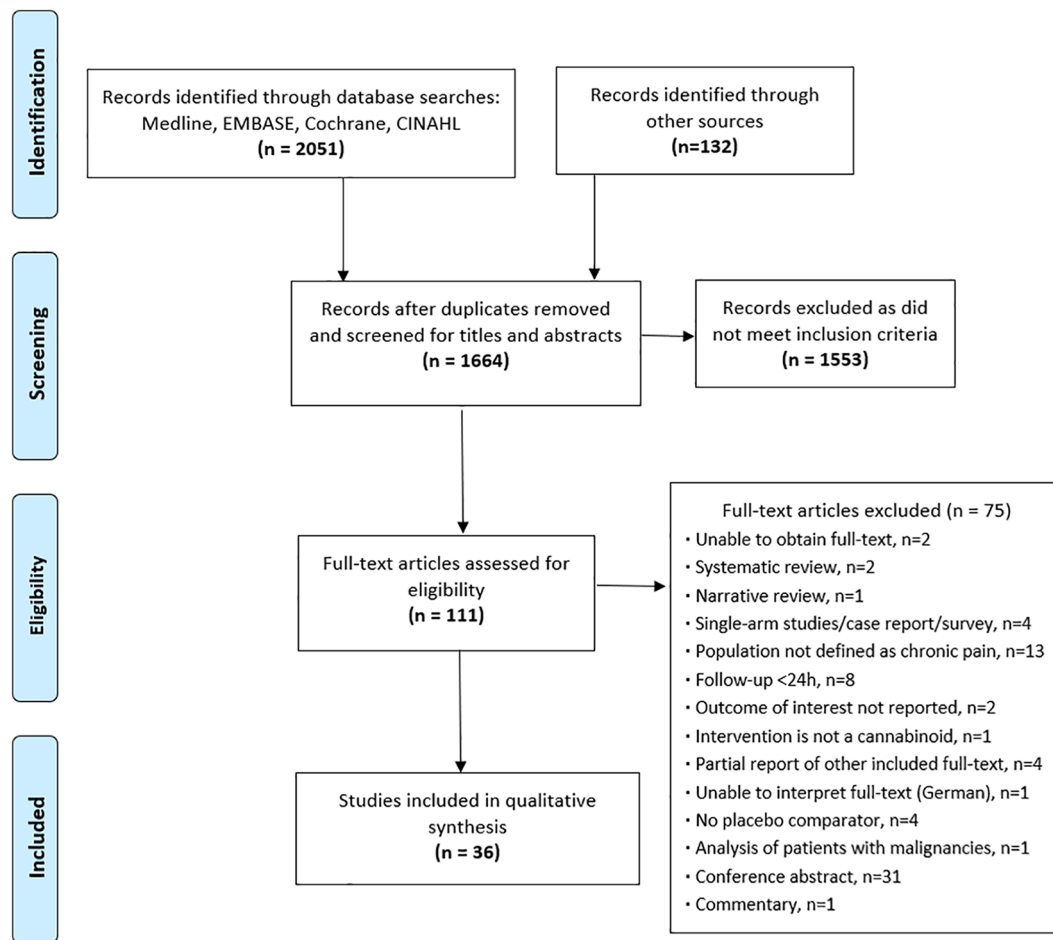 Identification
Records identified through database searches:
Medline, EMBASE, Cochrane, CINAHL
(n = 2051)
Records identified through
other sources
(n=132)
Screening
Records after duplicates removed
and screened for titles and abstracts
(n = 1664)
Records excluded as did
not meet inclusion criteria
(n = 1553)
Eligibility
Full-text articles assessed for
eligibility
(n = 111)
Full-text articles excluded (n = 75)
· Unable to obtain full-text, n=2
· Systematic review, n=2
· Narrative review, n=1
· Single-arm studies/case report/survey, n=4
· Population not defined as chronic pain, n=13
· Follow-up <24h, n=8
· Outcome of interest not reported, n=2
· Intervention is not a cannabinoid, n=1
· Partial report of other included full-text, n=4
· Unable to interpret full-text (German), n=1
· No placebo comparator, n=4
· Analysis of patients with malignancies, n=1
· Conference abstract, n=31
· Commentary, n=1
Included
Studies included in qualitative
synthesis
(n = 36)